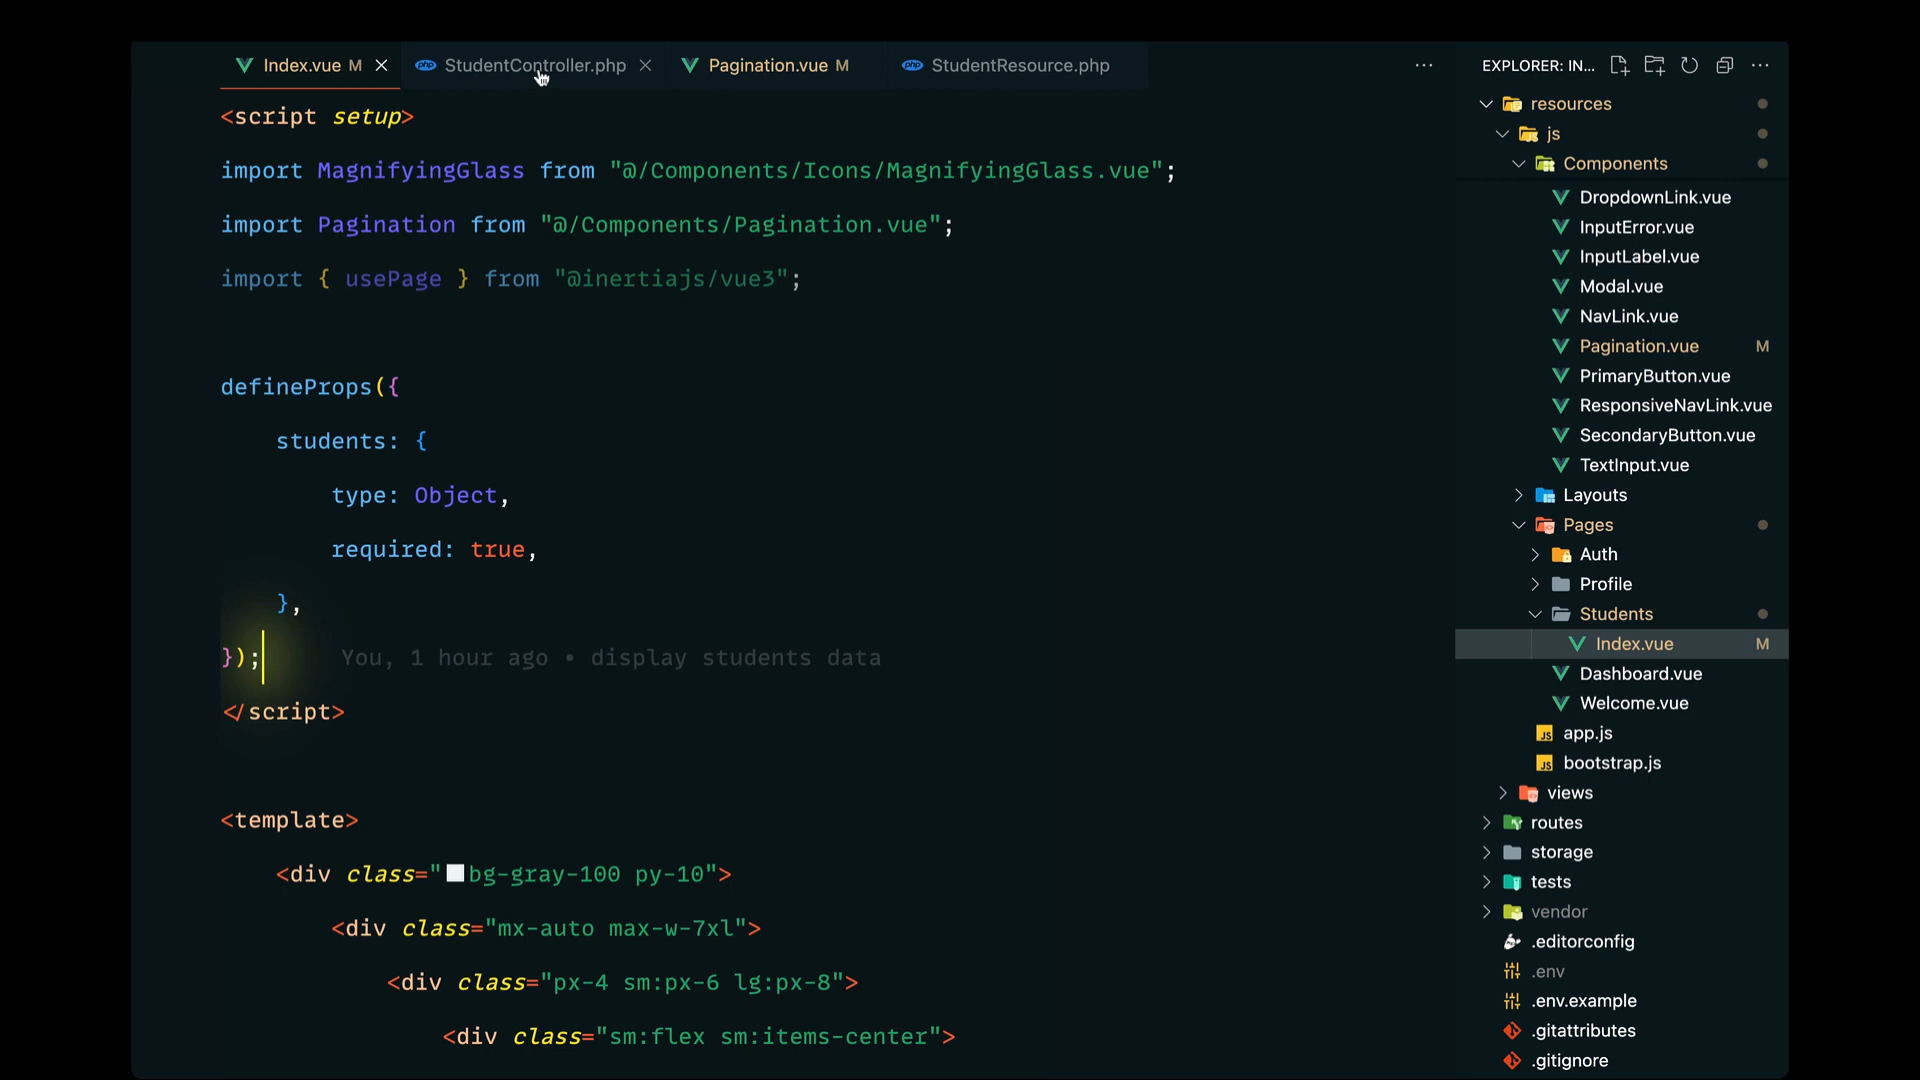 Index.vue M
StudentController.php
Pagination.vue M
StudentResource.php
<script setup>
import MagnifyingGlass from "@/Components/Icons/MagnifyingGlass.vue";
import Pagination from "@/Components/Pagination.vue";
import { usePage } from "@inertiajs/vue3";
defineProps({
students: {
type: Object,
required: true,
},
}); You, 1 hour ago • display students data
</script>
<template>
<div class="bg-gray-100 py-10">
<div class="mx-auto max-w-7xl">
<div class="px-4 sm:px-6 lg:px-8">
<div class="sm:flex sm:items-center">
EXPLORER: IN...
resources
js
Components
DropdownLink.vue
InputError.vue
InputLabel.vue
Modal.vue
NavLink.vue
Pagination.vue M
PrimaryButton.vue
ResponsiveNavLink.vue
SecondaryButton.vue
TextInput.vue
Layouts
Pages
Auth
Profile
Students
Index.vue M
Dashboard.vue
Welcome.vue
JS app.js
JS bootstrap.js
views
routes
storage
tests
vendor
.editorconfig
.env
.env.example
.gitattributes
.gitignore